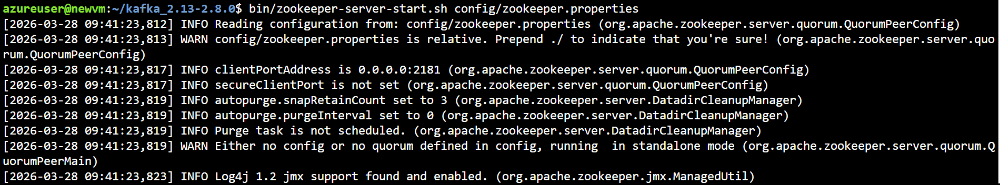 azureuser@newvm:~/kafka_2.13-2.8.0$ bin/zookeeper-server-start.sh config/zookeeper.properties
[2026-03-28 09:41:23,812] INFO Reading configuration from: config/zookeeper.properties (org.apache.zookeeper.server.quorum.QuorumPeerConfig)
[2026-03-28 09:41:23,813] WARN config/zookeeper.properties is relative. Prepend ./ to indicate that you're sure! (org.apache.zookeeper.server.quo
rum.QuorumPeerConfig)
[2026-03-28 09:41:23,817] INFO clientPortAddress is 0.0.0.0:2181 (org.apache.zookeeper.server.quorum.QuorumPeerConfig)
[2026-03-28 09:41:23,817] INFO secureClientPort is not set (org.apache.zookeeper.server.quorum.QuorumPeerConfig)
[2026-03-28 09:41:23,819] INFO autopurge.snapRetainCount set to 3 (org.apache.zookeeper.server.DatadirCleanupManager)
[2026-03-28 09:41:23,819] INFO autopurge.purgeInterval set to 0 (org.apache.zookeeper.server.DatadirCleanupManager)
[2026-03-28 09:41:23,819] INFO Purge task is not scheduled. (org.apache.zookeeper.server.DatadirCleanupManager)
[2026-03-28 09:41:23,819] WARN Either no config or no quorum defined in config, running  in standalone mode (org.apache.zookeeper.server.quorum.Q
uorumPeerMain)
[2026-03-28 09:41:23,823] INFO Log4j 1.2 jmx support found and enabled. (org.apache.zookeeper.jmx.ManagedUtil)